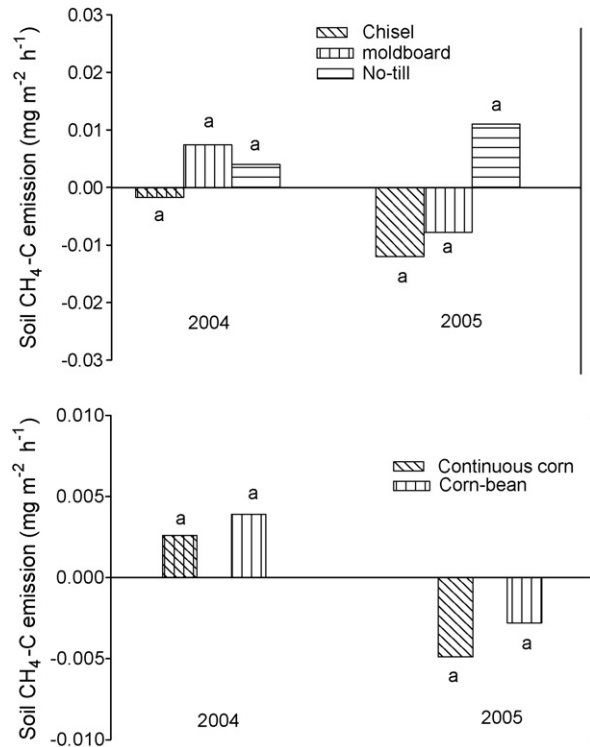 0.03
0.02
0.01
0.00
-0.01
-0.02
-0.03
Soil CH₄-C emission (mg m⁻² h⁻¹)
Chisel
moldboard
No-till
a
a
a
a
a
a
2004
2005
0.010
0.005
0.000
-0.005
-0.010
Soil CH₄-C emission (mg m⁻² h⁻¹)
Continuous corn
Corn-bean
a
a
a
a
2004
2005